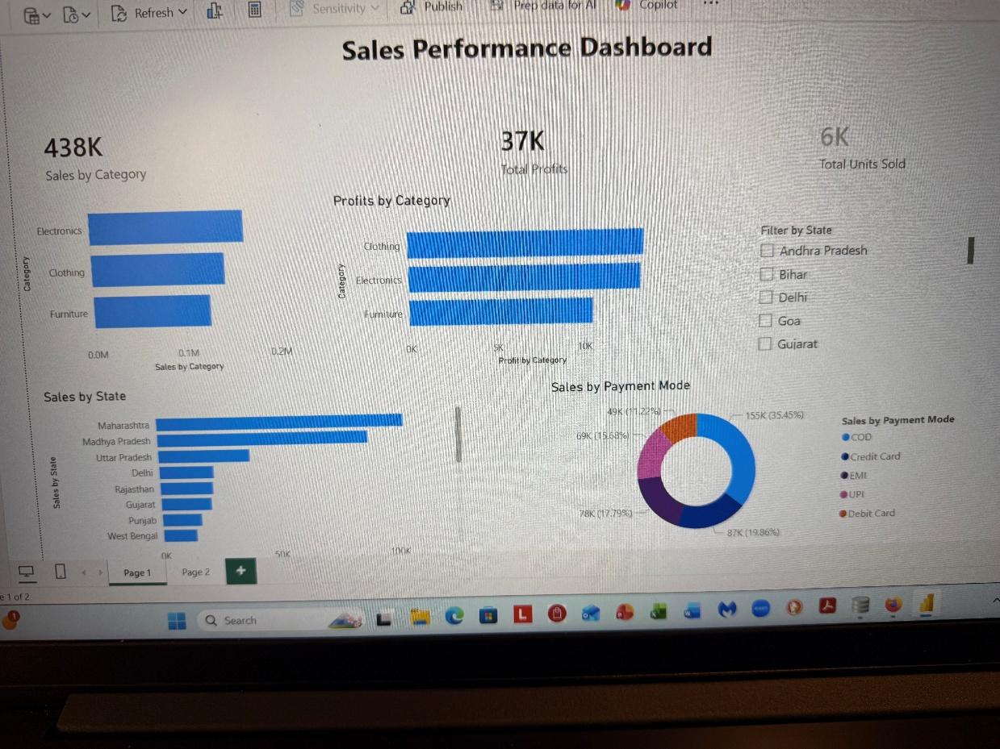 Refresh
Sensitivity
Publish
Prep data for AI
Copilot
Sales Performance Dashboard
438K
Sales by Category
37K
Total Profits
6K
Total Units Sold
Category
Electronics
Clothing
Furniture
0.0M 0.1M 0.2M
Sales by Category
Profits by Category
Category
Clothing
Electronics
Furniture
0K 5K 10K
Profit by Category
Filter by State
Andhra Pradesh
Bihar
Delhi
Goa
Gujarat
Sales by State
Sales by State
Maharashtra
Madhya Pradesh
Uttar Pradesh
Delhi
Rajasthan
Gujarat
Punjab
West Bengal
0K 50K 100K
Sales by Payment Mode
49K (11.22%)
155K (35.45%)
69K (15.68%)
78K (17.79%)
87K (19.86%)
Sales by Payment Mode
COD
Credit Card
EMI
UPI
Debit Card
Page 1
Page 2
+
e 1 of 2
1
Search
L